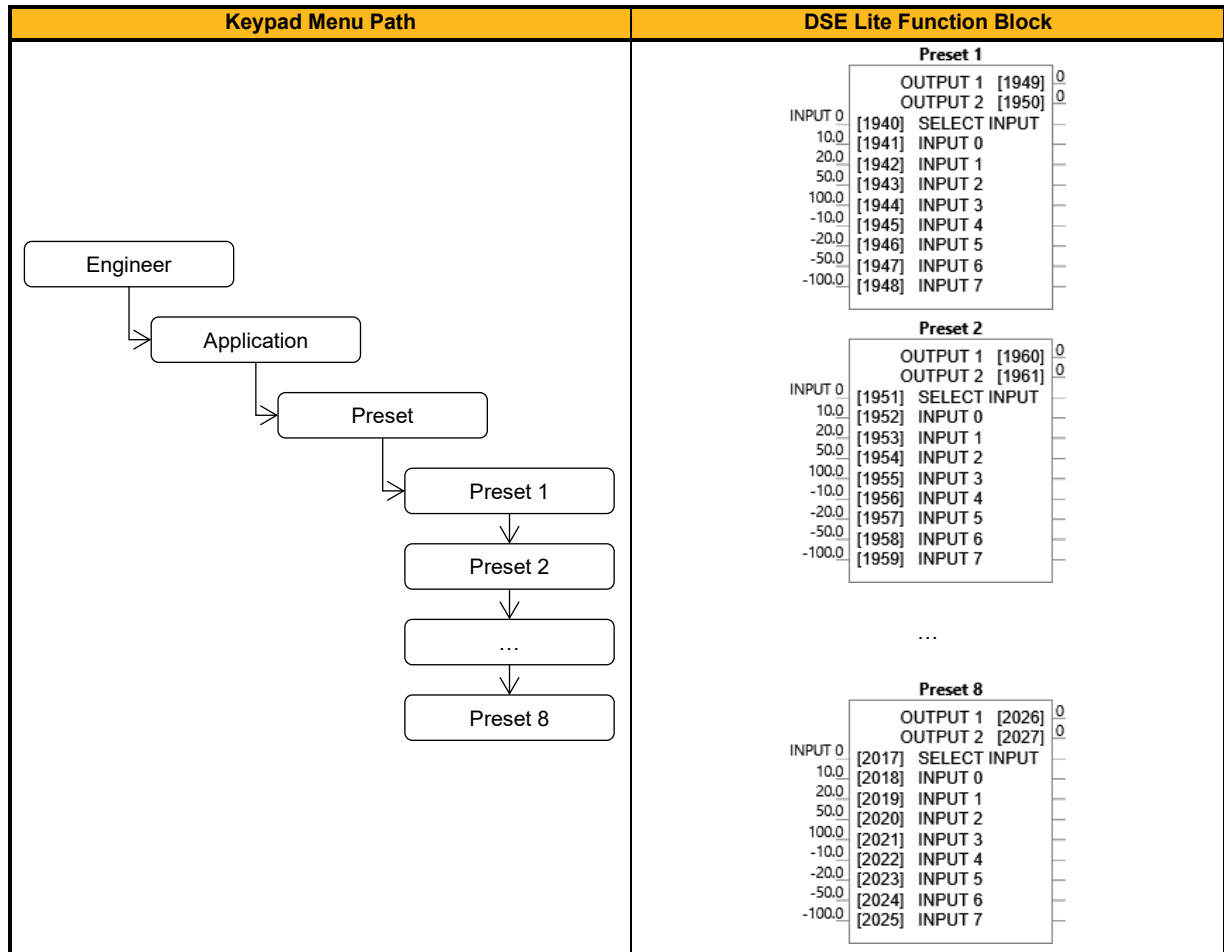 Keypad Menu Path
DSE Lite Function Block
Engineer
Application
Preset
Preset 1
Preset 2
…
Preset 8
Preset 1
OUTPUT 1 [1949] 0
OUTPUT 2 [1950] 0
INPUT 0 [1940] SELECT INPUT
10.0 [1941] INPUT 0
20.0 [1942] INPUT 1
50.0 [1943] INPUT 2
100.0 [1944] INPUT 3
-10.0 [1945] INPUT 4
-20.0 [1946] INPUT 5
-50.0 [1947] INPUT 6
-100.0 [1948] INPUT 7
Preset 2
OUTPUT 1 [1960] 0
OUTPUT 2 [1961] 0
INPUT 0 [1951] SELECT INPUT
10.0 [1952] INPUT 0
20.0 [1953] INPUT 1
50.0 [1954] INPUT 2
100.0 [1955] INPUT 3
-10.0 [1956] INPUT 4
-20.0 [1957] INPUT 5
-50.0 [1958] INPUT 6
-100.0 [1959] INPUT 7
…
Preset 8
OUTPUT 1 [2026] 0
OUTPUT 2 [2027] 0
INPUT 0 [2017] SELECT INPUT
10.0 [2018] INPUT 0
20.0 [2019] INPUT 1
50.0 [2020] INPUT 2
100.0 [2021] INPUT 3
-10.0 [2022] INPUT 4
-20.0 [2023] INPUT 5
-50.0 [2024] INPUT 6
-100.0 [2025] INPUT 7